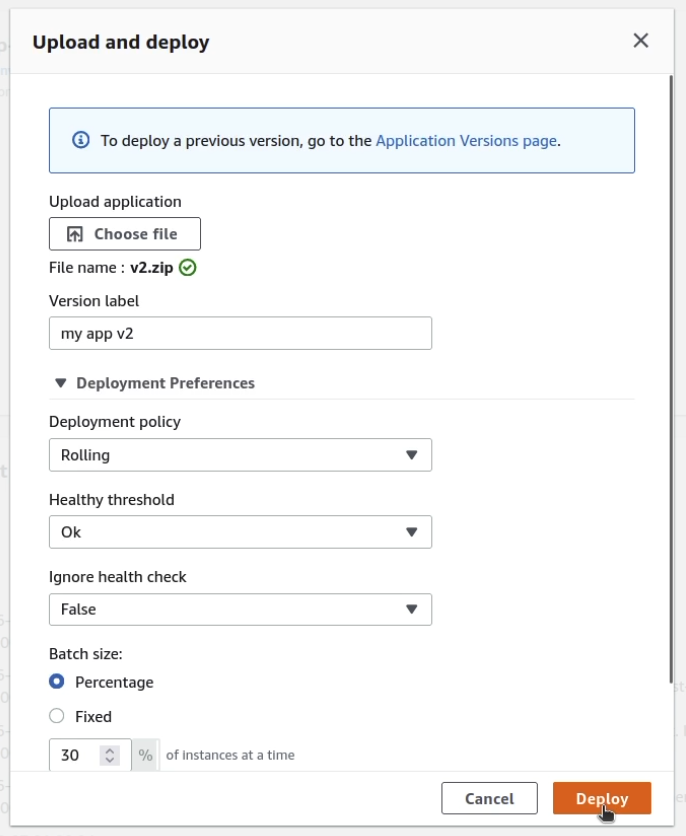 Upload and deploy
To deploy a previous version, go to the Application Versions page.
Upload application
Choose file
File name : v2.zip
Version label
my app v2
Deployment Preferences
Deployment policy
Rolling
Healthy threshold
Ok
Ignore health check
False
Batch size:
Percentage
Fixed
30 % of instances at a time
Cancel Deploy